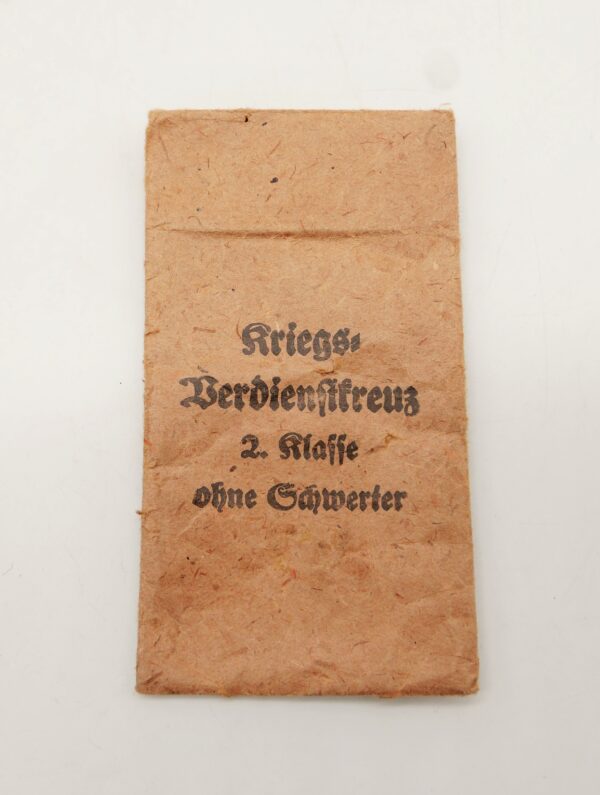 Kriegs-
Verdienstkreuz
2. Klasse
ohne Schwerter